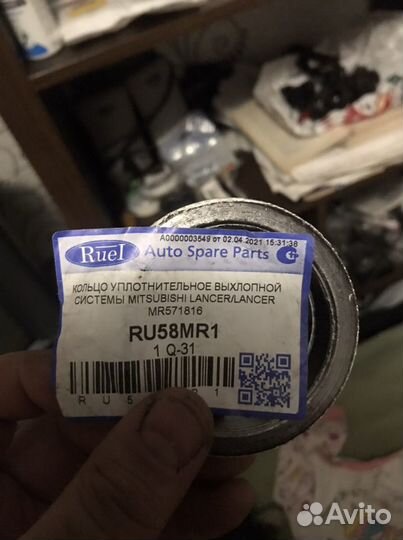 A0000003549 от 02.04.2021 15:31:38
Ruel Auto Spare Parts
КОЛЬЦО УПЛОТНИТЕЛЬНОЕ ВЫХЛОПНОЙ
СИСТЕМЫ MITSUBISHI LANCER/LANCER
MR571816
RU58MR1
1 Q-31
R U 5
Avito